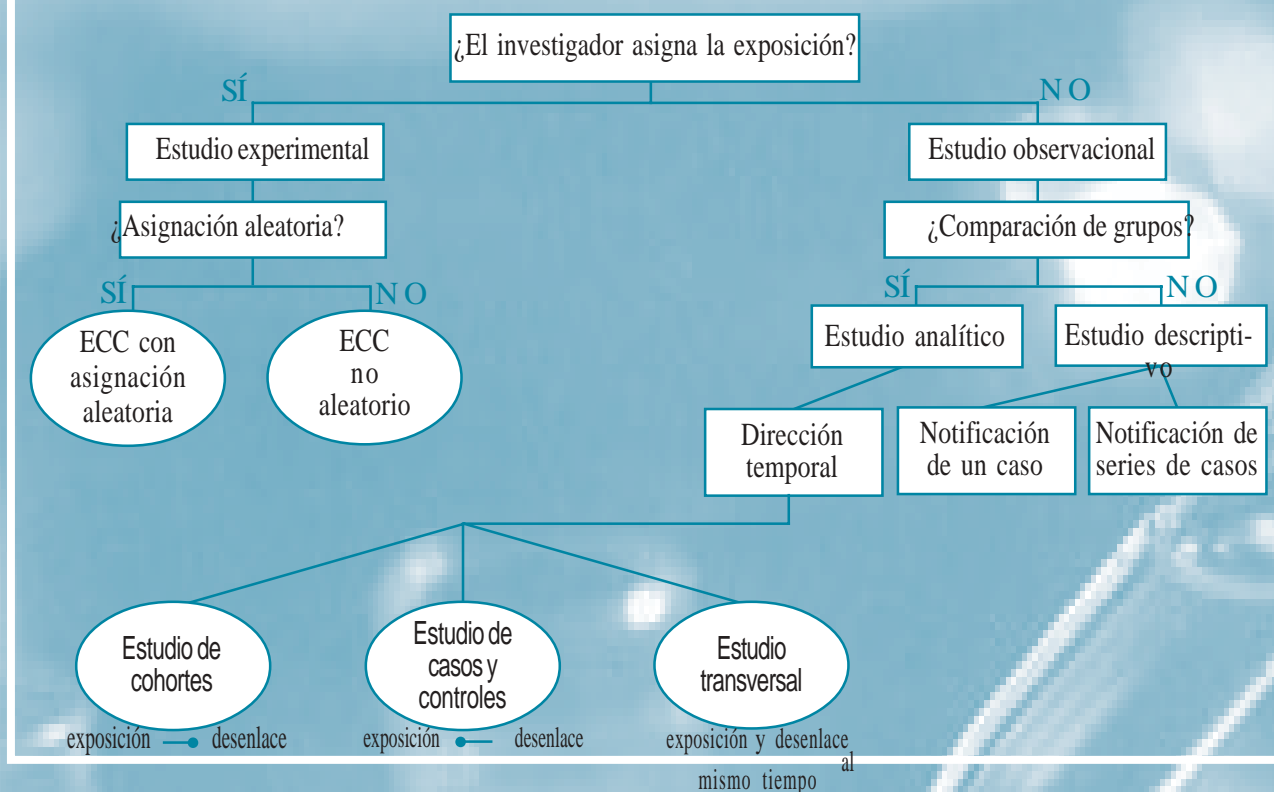 ¿El investigador asigna la exposición?
SÍ
NO
Estudio experimental
Estudio observacional
¿Asignación aleatoria?
¿Comparación de grupos?
SÍ
NO
SÍ
NO
ECC con
asignación
aleatoria
ECC
no
aleatorio
Estudio analítico
Estudio descripti-
vo
Dirección
temporal
Notificación
de un caso
Notificación de
series de casos
Estudio de
cohortes
Estudio de
casos y
controles
Estudio
transversal
exposición desenlace
exposición desenlace
exposición y desenlace
al
mismo tiempo